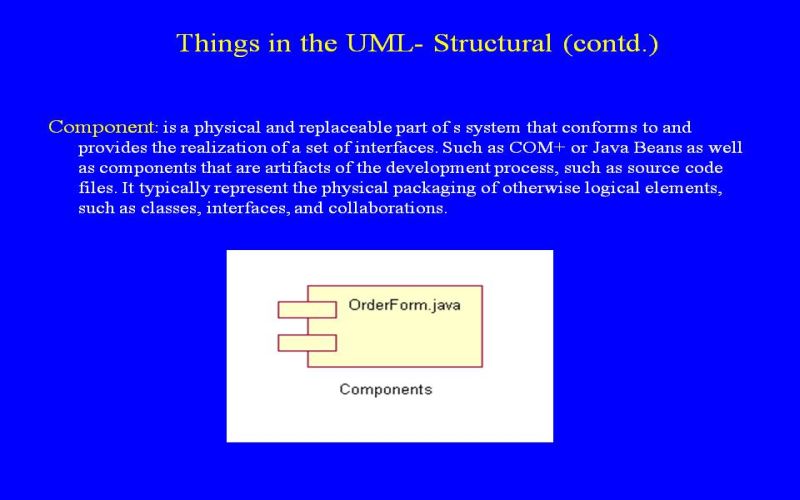 Things in the UML- Structural (contd.)
Component: is a physical and replaceable part of s system that conforms to and
provides the realization of a set of interfaces. Such as COM+ or Java Beans as well
as components that are artifacts of the development process, such as source code
files. It typically represent the physical packaging of otherwise logical elements,
such as classes, interfaces, and collaborations.
OrderForm.java
Components